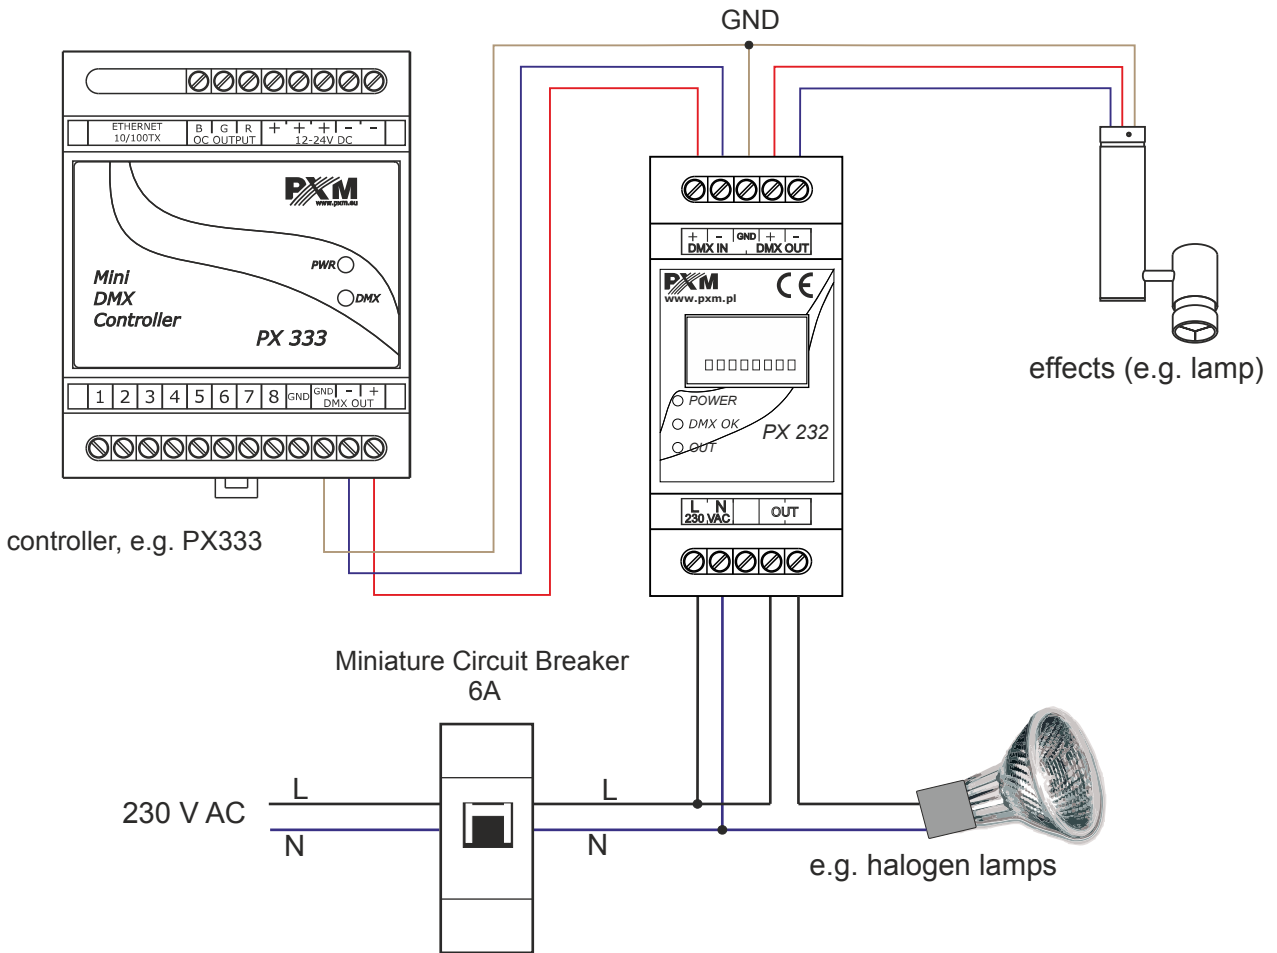 GND
ETHERNET
10/100TX
B G R
OC OUTPUT
+ + + - -
12-24V DC
PXM
www.pxm.eu
PWR
DMX
Mini
DMX
Controller
PX 333
1 2 3 4 5 6 7 8 GND GND - +
DMX OUT
controller, e.g. PX333
+ - GND + -
DMX IN DMX OUT
PXM
www.pxm.pl
CE
POWER
DMX OK
OUT
PX 232
L N
230 VAC
OUT
effects (e.g. lamp)
Miniature Circuit Breaker
6A
230 V AC
L
N
L
N
e.g. halogen lamps